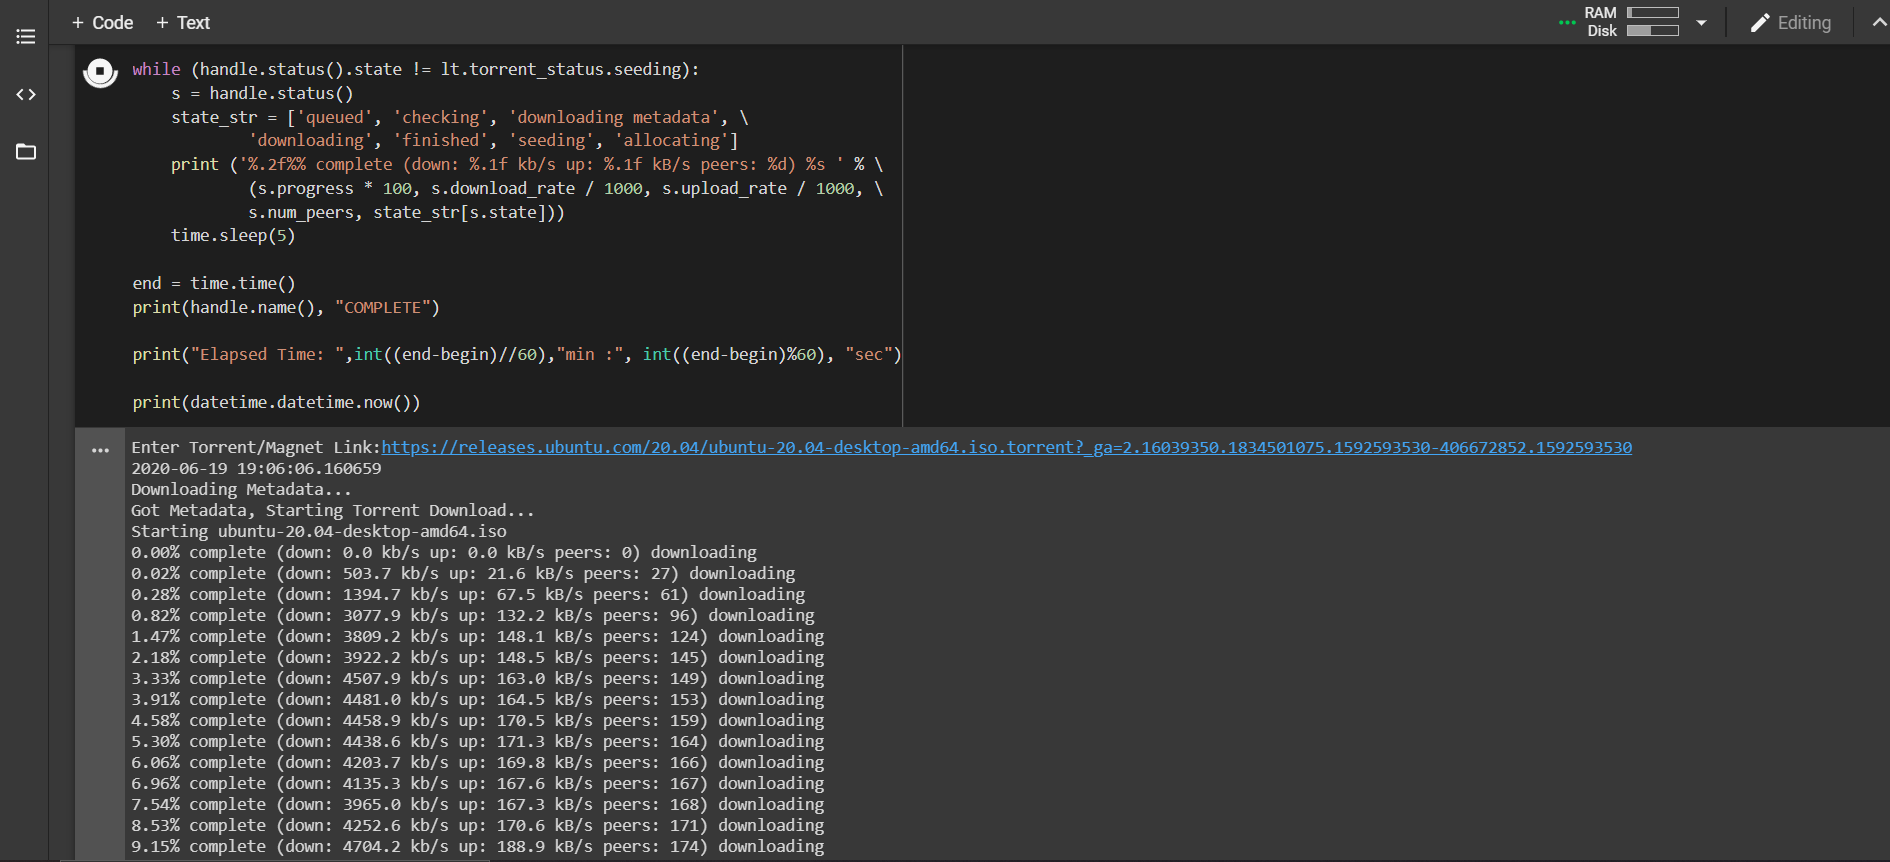 + Code + Text
RAM
Disk
Editing
while (handle.status().state != lt.torrent_status.seeding):
    s = handle.status()
    state_str = ['queued', 'checking', 'downloading metadata', \
            'downloading', 'finished', 'seeding', 'allocating']
    print ('%.2f%% complete (down: %.1f kb/s up: %.1f kB/s peers: %d) %s ' % \
            (s.progress * 100, s.download_rate / 1000, s.upload_rate / 1000, \
            s.num_peers, state_str[s.state]))
    time.sleep(5)
end = time.time()
print(handle.name(), "COMPLETE")
print("Elapsed Time: ",int((end-begin)//60),"min :", int((end-begin)%60), "sec")
print(datetime.datetime.now())
Enter Torrent/Magnet Link:https://releases.ubuntu.com/20.04/ubuntu-20.04-desktop-amd64.iso.torrent?_ga=2.16039350.1834501075.1592593530-406672852.1592593530
2020-06-19 19:06:06.160659
Downloading Metadata...
Got Metadata, Starting Torrent Download...
Starting ubuntu-20.04-desktop-amd64.iso
0.00% complete (down: 0.0 kb/s up: 0.0 kB/s peers: 0) downloading
0.02% complete (down: 503.7 kb/s up: 21.6 kB/s peers: 27) downloading
0.28% complete (down: 1394.7 kb/s up: 67.5 kB/s peers: 61) downloading
0.82% complete (down: 3077.9 kb/s up: 132.2 kB/s peers: 96) downloading
1.47% complete (down: 3809.2 kb/s up: 148.1 kB/s peers: 124) downloading
2.18% complete (down: 3922.2 kb/s up: 148.5 kB/s peers: 145) downloading
3.33% complete (down: 4507.9 kb/s up: 163.0 kB/s peers: 149) downloading
3.91% complete (down: 4481.0 kb/s up: 164.5 kB/s peers: 153) downloading
4.58% complete (down: 4458.9 kb/s up: 170.5 kB/s peers: 159) downloading
5.30% complete (down: 4438.6 kb/s up: 171.3 kB/s peers: 164) downloading
6.06% complete (down: 4203.7 kb/s up: 169.8 kB/s peers: 166) downloading
6.96% complete (down: 4135.3 kb/s up: 167.6 kB/s peers: 167) downloading
7.54% complete (down: 3965.0 kb/s up: 167.3 kB/s peers: 168) downloading
8.53% complete (down: 4252.6 kb/s up: 170.6 kB/s peers: 171) downloading
9.15% complete (down: 4704.2 kb/s up: 188.9 kB/s peers: 174) downloading